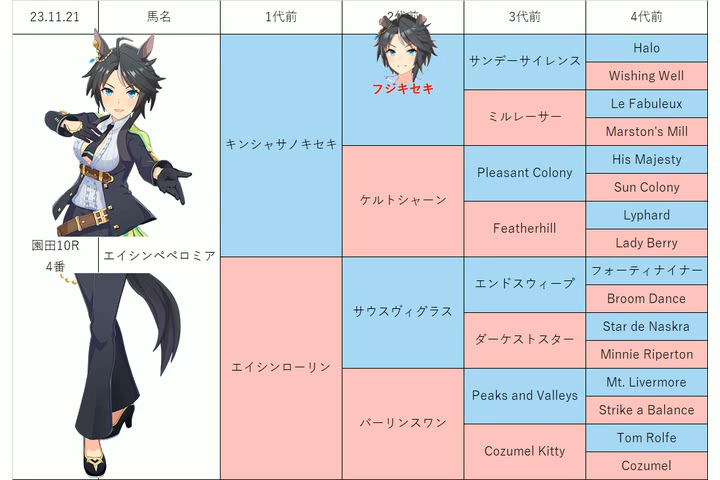 23.11.21 馬名 1代前 2代前 3代前 4代前
園田10R
4番
エイシンペペロミア
キンシャサノキセキ
エイシンローリン
フジキセキ
ケルトシャーン
サウスヴィグラス
バーリンスワン
サンデーサイレンス
ミルレーサー
Pleasant Colony
Featherhill
エンドスウィープ
ダーケストスター
Peaks and Valleys
Cozumel Kitty
Halo
Wishing Well
Le Fabuleux
Marston's Mill
His Majesty
Sun Colony
Lyphard
Lady Berry
フォーティナイナー
Broom Dance
Star de Naskra
Minnie Riperton
Mt. Livermore
Strike a Balance
Tom Rolfe
Cozumel